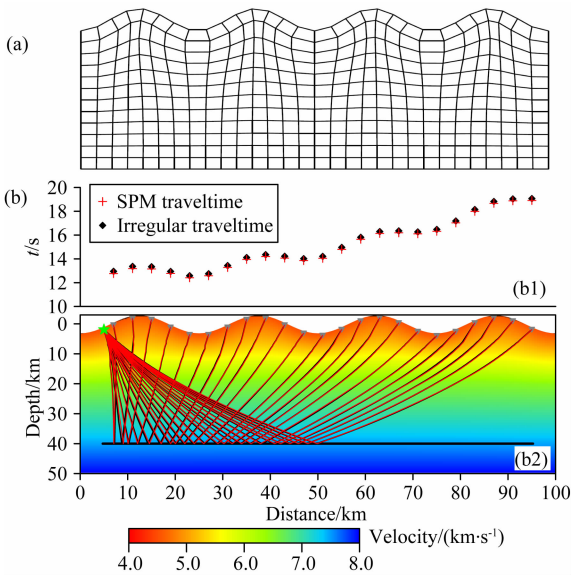 (a)
(b)
20
18
16
14
12
10
t/s
SPM traveltime
Irregular traveltime
(b1)
0
10
20
30
40
50
Depth/km
(b2)
0 10 20 30 40 50 60 70 80 90 100
Distance/km
Velocity/(km·s⁻¹)
4.0 5.0 6.0 7.0 8.0